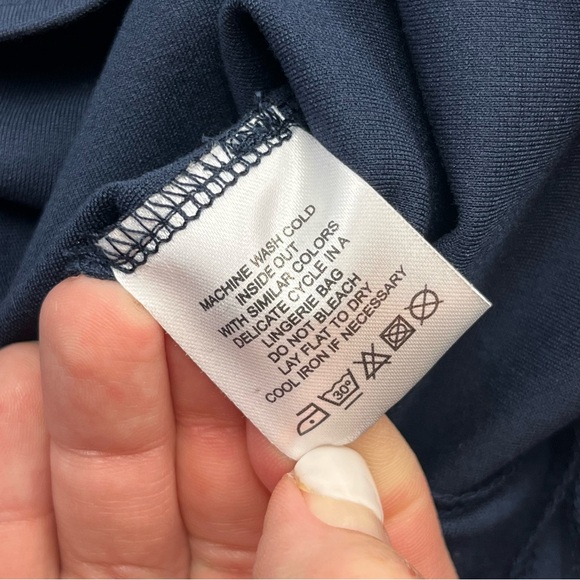 MACHINE WASH COLD
INSIDE OUT
WITH SIMILAR COLORS
DELICATE CYCLE IN A
LINGERIE BAG
DO NOT BLEACH
LAY FLAT TO DRY
COOL IRON IF NECESSARY
30°